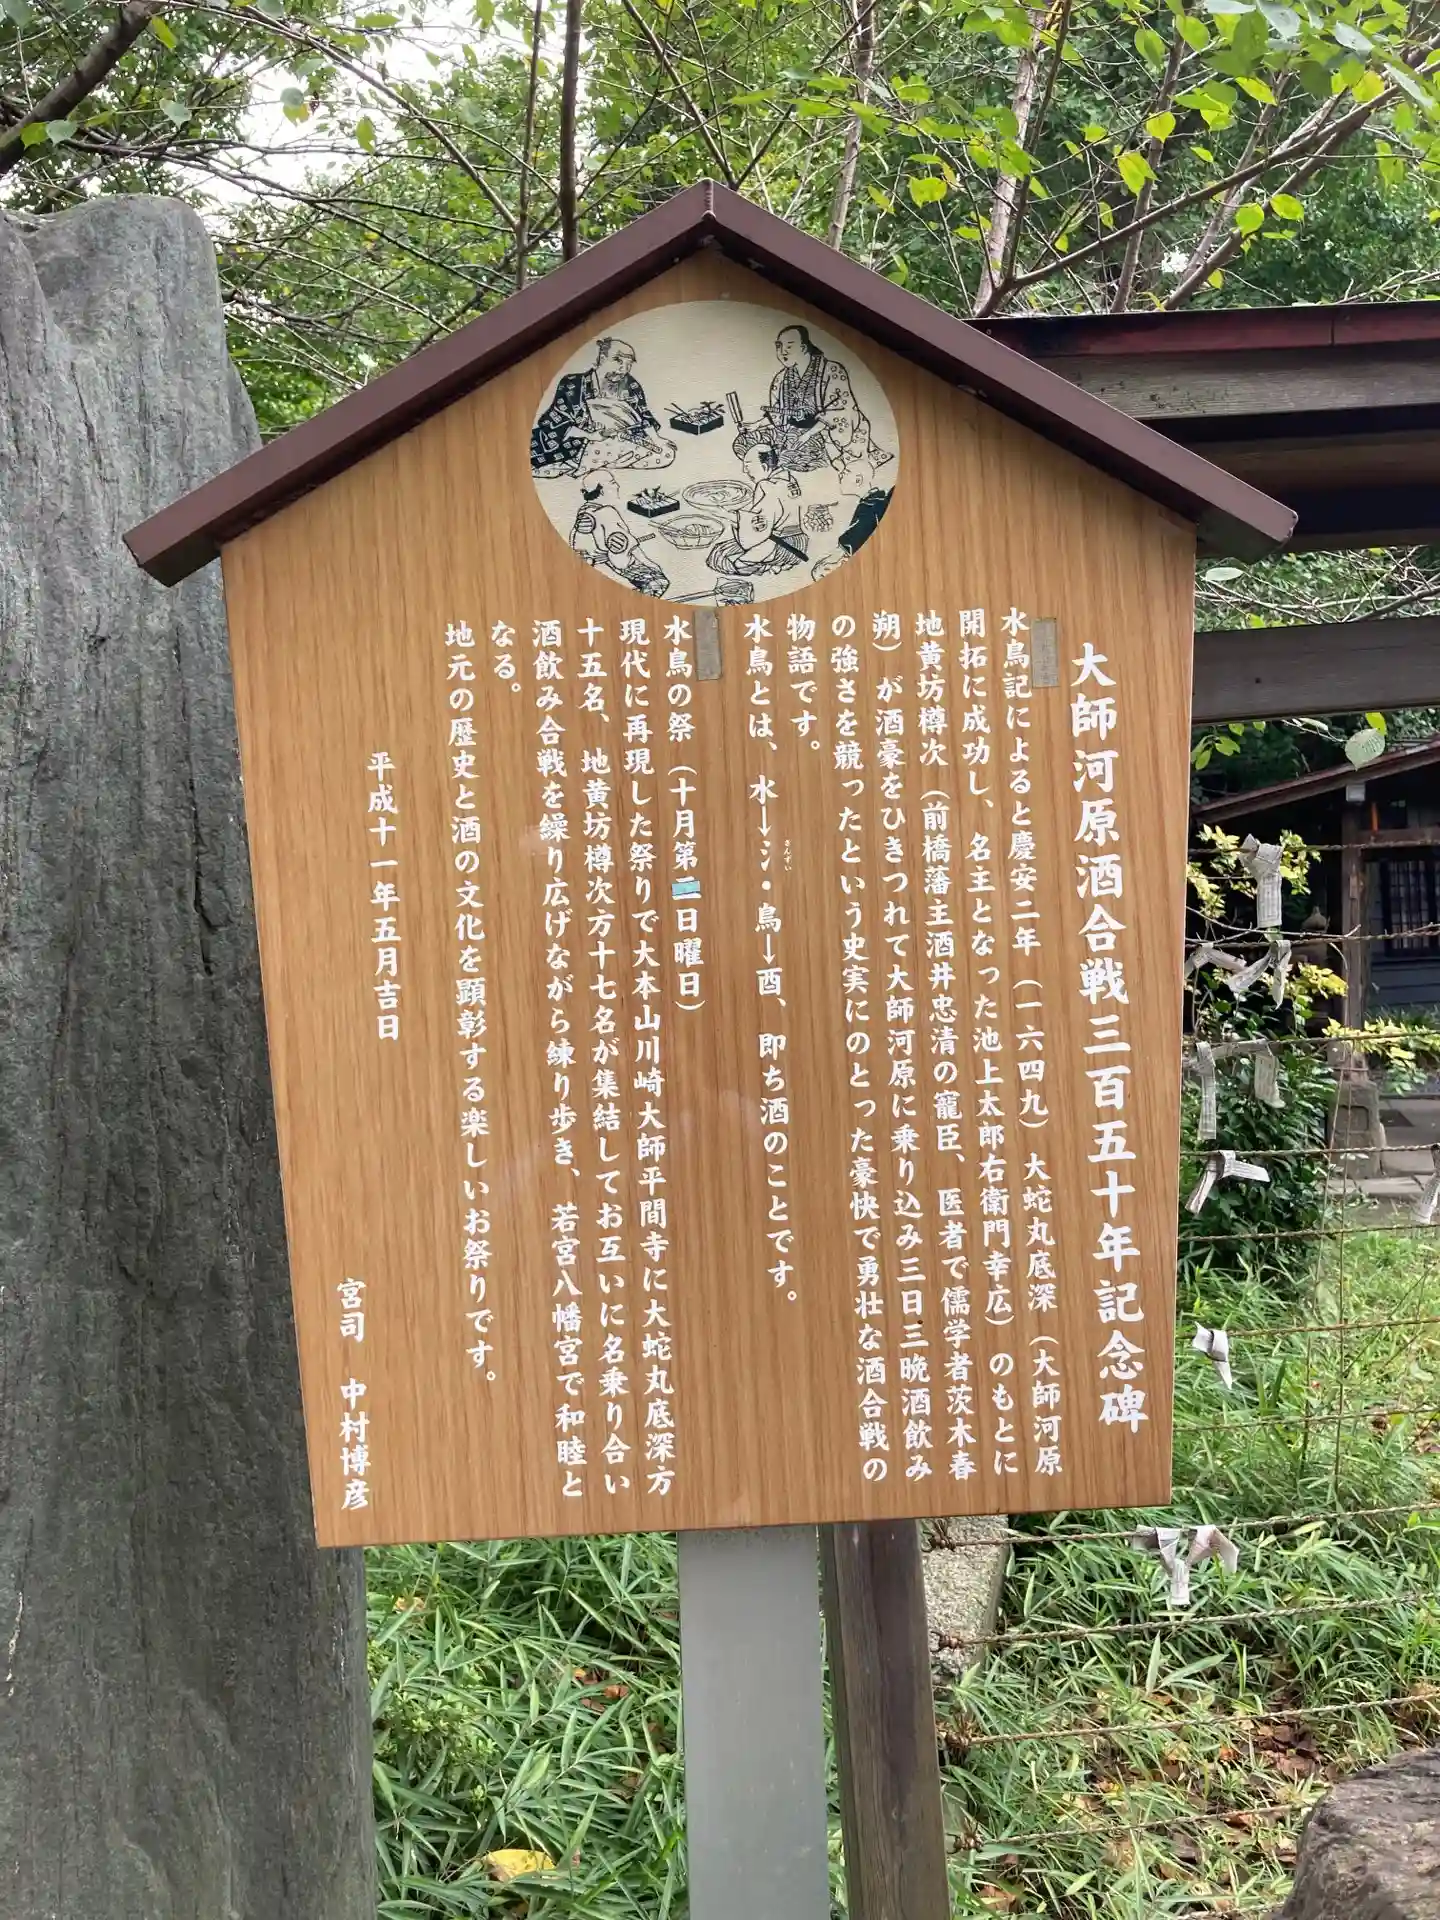 大師河原酒合戦三百五十年記念碑
水鳥記によると慶安二年（一六四九）大蛇丸底深（大師河原
開拓に成功し、名主となった池上太郎右衛門幸広）のもとに
地黄坊樽次（前橋藩主酒井忠清の寵臣、医者で儒学者茨木春
朔）が酒豪をひきつれて大師河原に乗り込み三日三晩酒飲み
の強さを競ったという史実にのとった豪快で勇壮な酒合戦の
物語です。
水鳥とは、水→氵・鳥→酉、即ち酒のことです。
さんずい
水鳥の祭（十月第二日曜日）
現代に再現した祭りで大本山川崎大師平間寺に大蛇丸底深方
十五名、地黄坊樽次方十七名が集結してお互いに名乗り合い
酒飲み合戦を繰り広げながら練り歩き、若宮八幡宮で和睦と
なる。
地元の歴史と酒の文化を顕彰する楽しいお祭りです。
平成十一年五月吉日
宮司　中村博彦